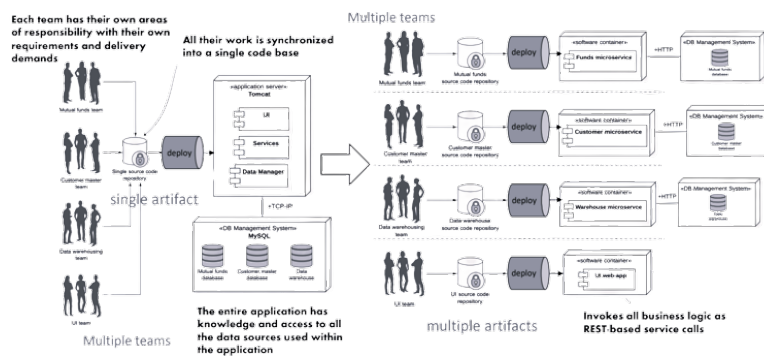 Each team has their own areas
of responsibility with their own
requirements and delivery
demands
All their work is synchronized
into a single code base
Mutual funds team
Customer master
team
Data warehousing
team
UI team
Multiple teams
Single source code
repository
single artifact
deploy
«application server»
Tomcat
UI
Services
Data Manager
+TCP-IP
«DB Management System»
MySQL
Mutual funds
database
Customer master
database
Data
warehouse
The entire application has
knowledge and access to all
the data sources used within
the application
Multiple teams
Mutual funds team
Mutual funds
source code repository
deploy
«software container»
Funds microservice
+HTTP
«DB Management System»
Mutual funds
database
Customer Master
team
Customer master
source code repository
deploy
«software container»
Customer microservice
+HTTP
«DB Management System»
Customer master
database
Data warehousing
team
Data warehouse
source code repository
deploy
«software container»
Warehouse microservice
+HTTP
«DB Management System»
UI team
UI source code
repository
deploy
«software container»
UI web app
multiple artifacts
Invokes all business logic as
REST-based service calls